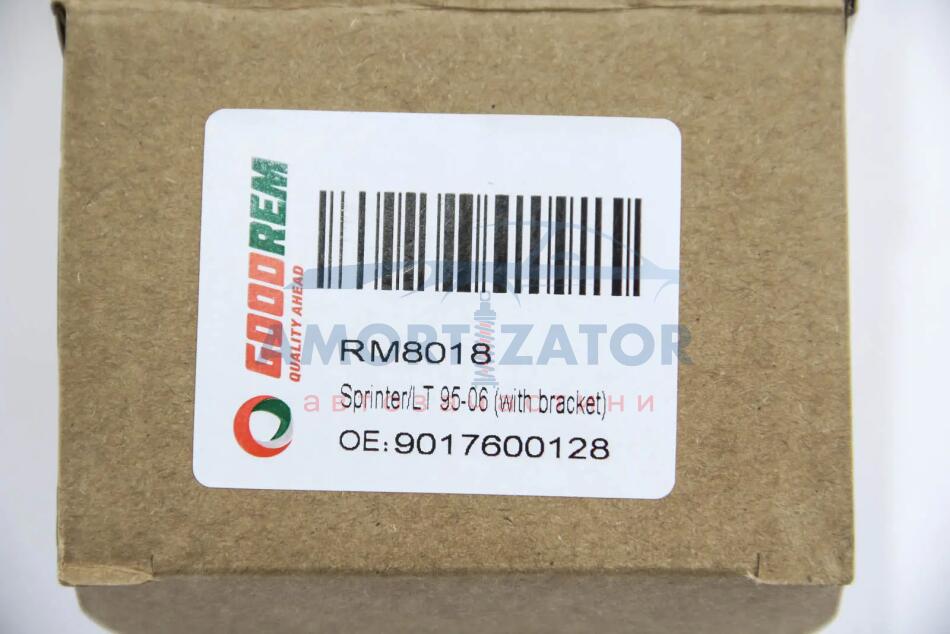 GOODREM
QUALITY AHEAD
AMORTIZATOR
RM8018
Sprinter/LT 95-06 (with bracket)
OE:9017600128